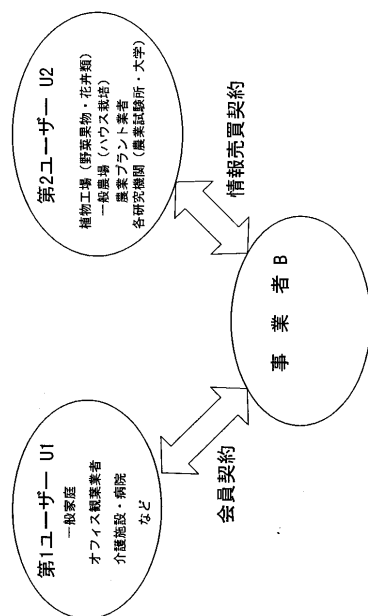 第1ユーザー U1
一般家庭
オフィス観葉業者
介護施設・病院
など
第2ユーザー U2
植物工場（野菜果物・花卉類）
一般農場（ハウス栽培）
農業プラント業者
各研究機関（農業試験所・大学）
会員契約
情報売買契約
事業者 B